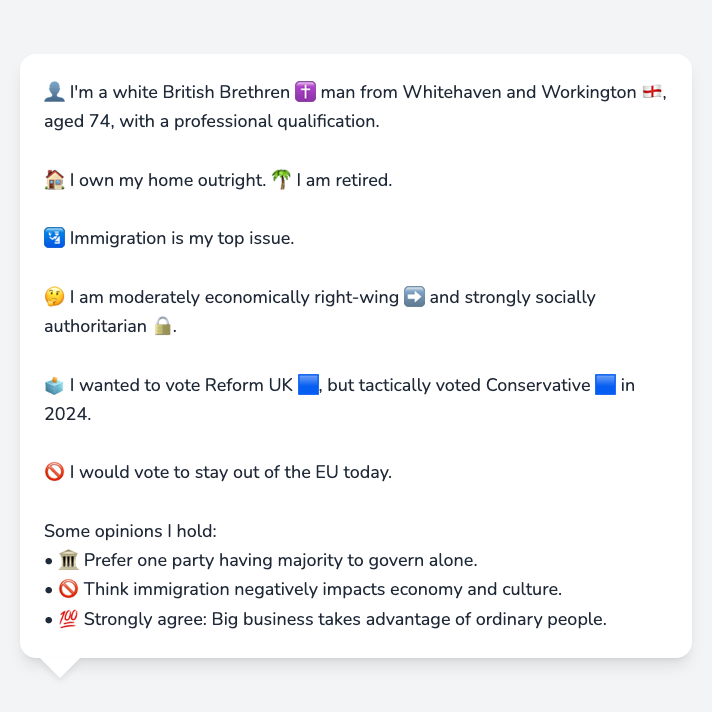 👤 I'm a white British Brethren ✝️ man from Whitehaven and Workington 🏴󠁧󠁢󠁥󠁮󠁧󠁿,
aged 74, with a professional qualification.
🏠 I own my home outright. 🌴 I am retired.
🛂 Immigration is my top issue.
🤔 I am moderately economically right-wing ➡️ and strongly socially
authoritarian 🔒.
🗳️ I wanted to vote Reform UK 🟦, but tactically voted Conservative 🟦 in
2024.
🚫 I would vote to stay out of the EU today.
Some opinions I hold:
• 🏛️ Prefer one party having majority to govern alone.
• 🚫 Think immigration negatively impacts economy and culture.
• 💯 Strongly agree: Big business takes advantage of ordinary people.